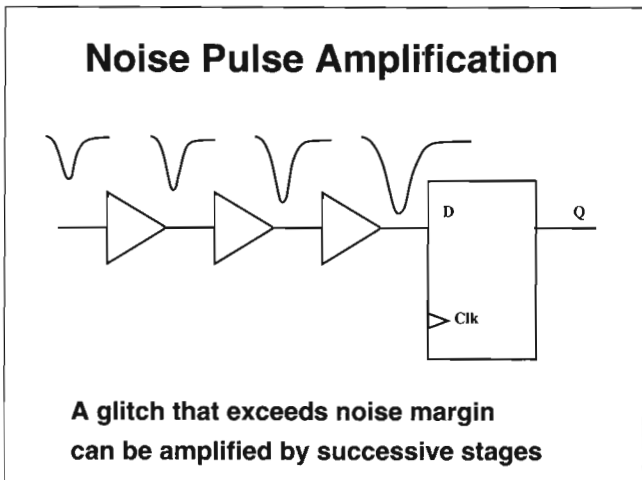 Noise Pulse Amplification
D
Q
Clk
A glitch that exceeds noise margin
can be amplified by successive stages